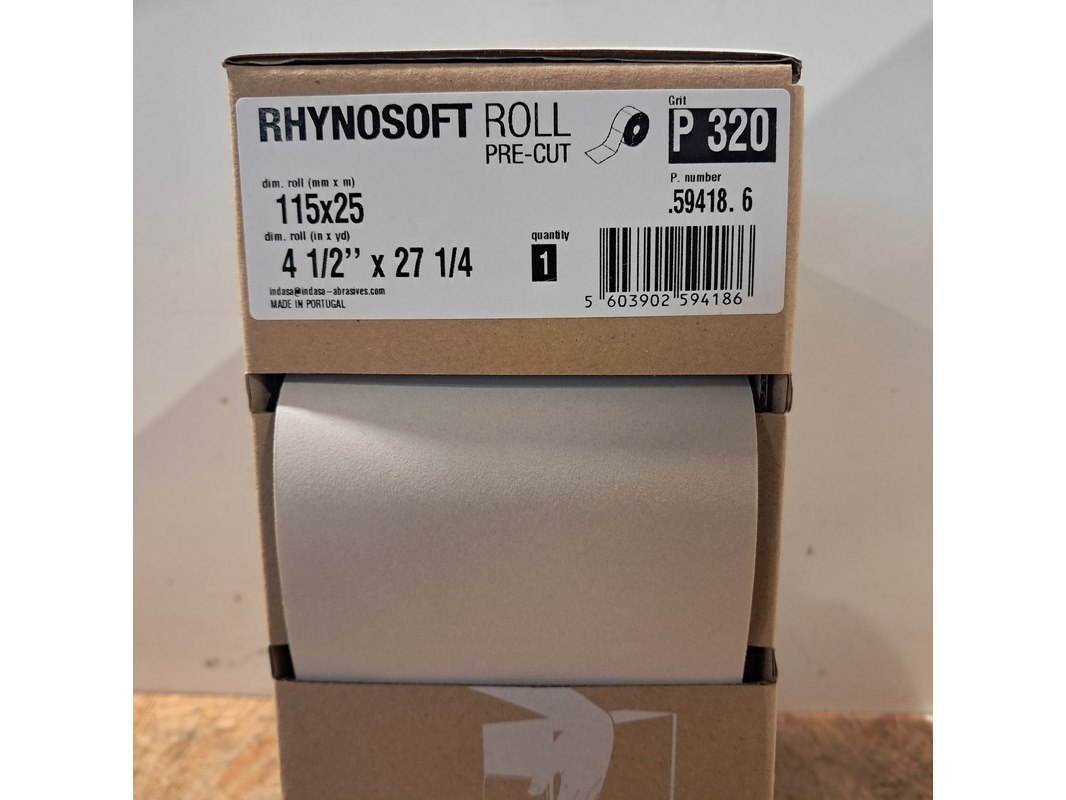 RHYNOSOFT ROLL
PRE-CUT
Grit
P 320
dim. roll (mm x m)
115x25
P. number
.59418. 6
dim. roll (in x yd)
4 1/2’’ x 27 1/4
quantity
1
indasa@indasa-abrasives.com
MADE IN PORTUGAL
5 603902 594186